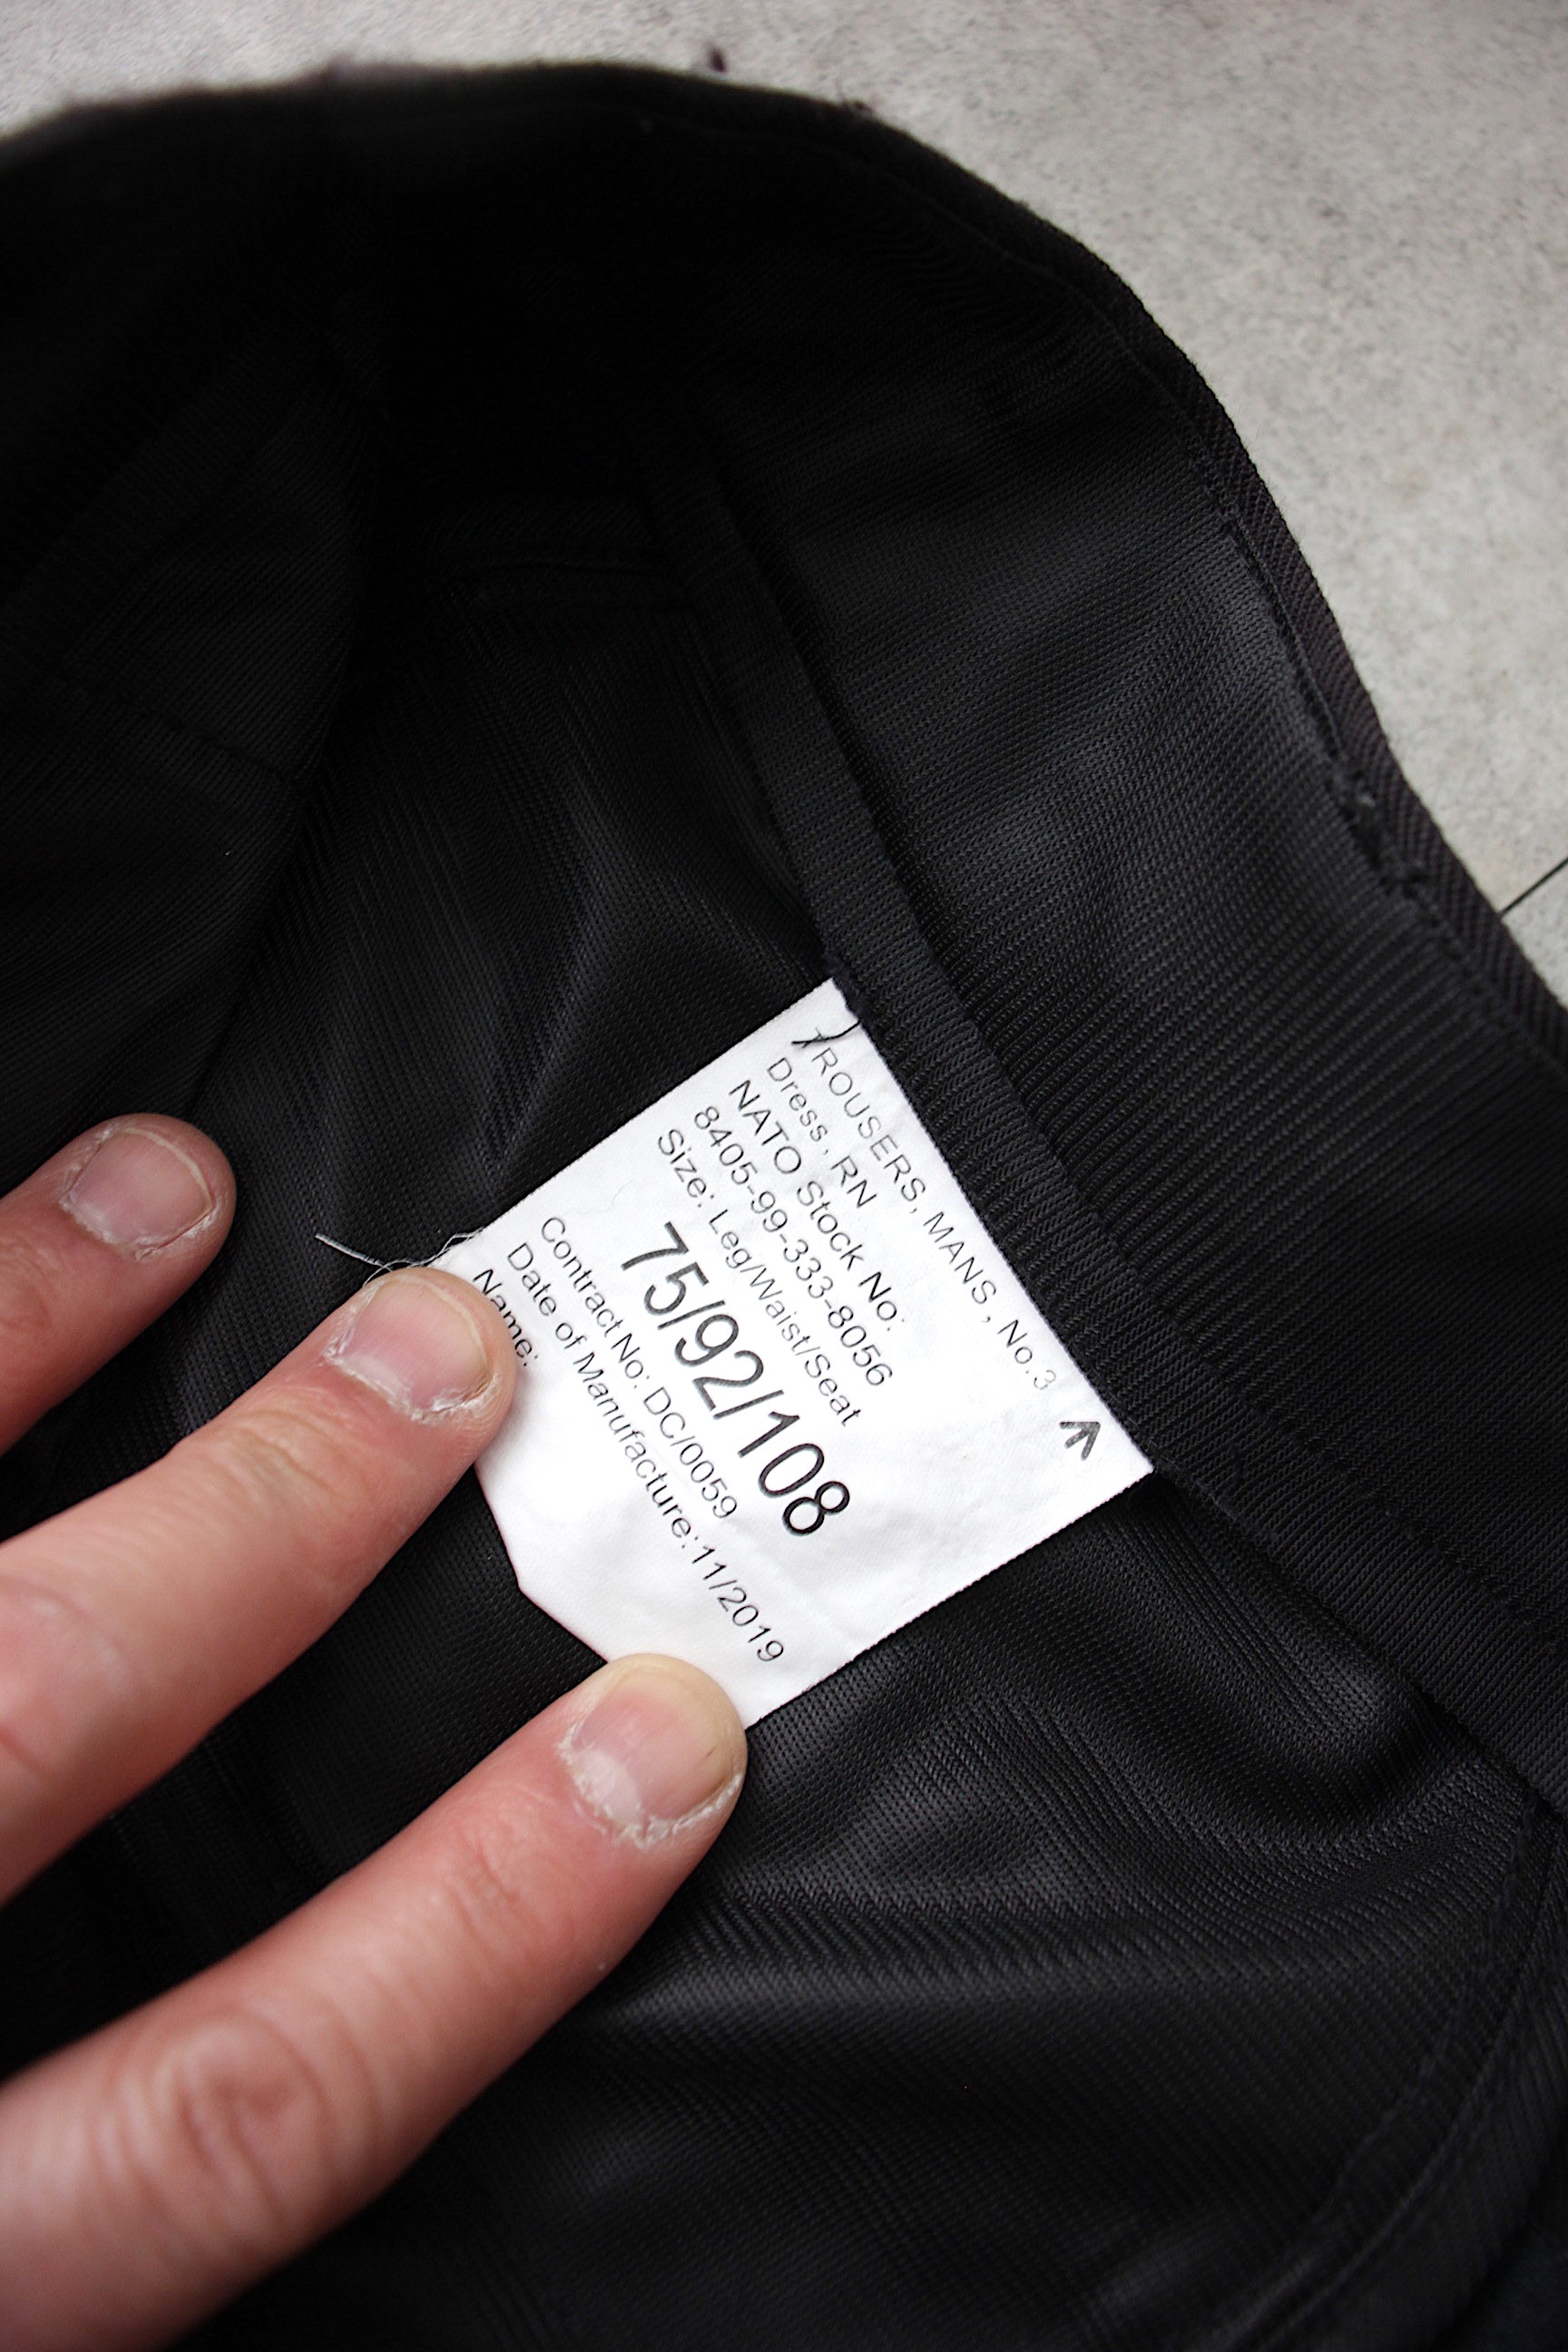 TROUSERS, MANS, No.3
Dress, RN
NATO Stock No:
8405-99-333-8056
Size: Leg/Waist/Seat
75/92/108
Contract No: DC/0059
Date of Manufacture: 11/2019
Name: